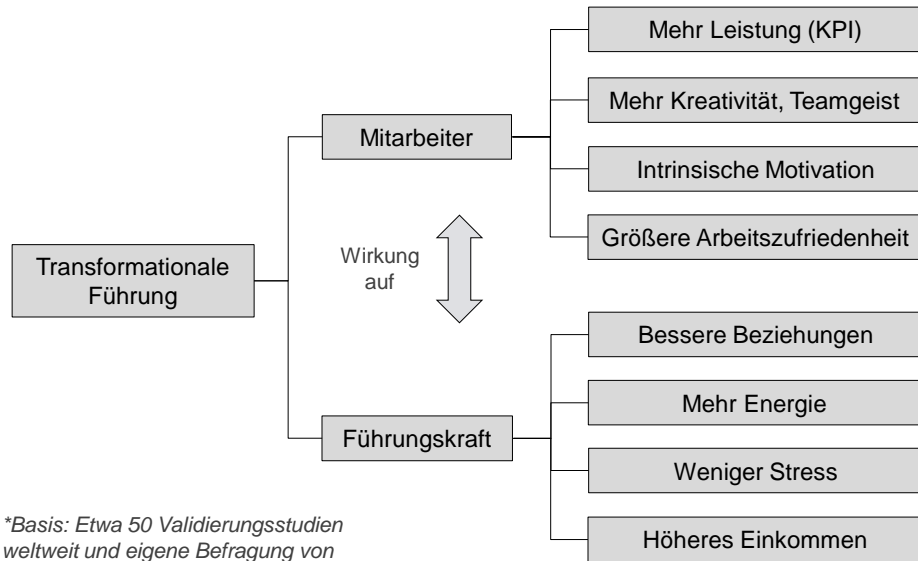 Mehr Leistung (KPI)
Mehr Kreativität, Teamgeist
Mitarbeiter
Intrinsische Motivation
Größere Arbeitszufriedenheit
Transformationale
Führung
Wirkung
auf
Bessere Beziehungen
Mehr Energie
Führungskraft
Weniger Stress
Höheres Einkommen
*Basis: Etwa 50 Validierungsstudien
weltweit und eigene Befragung von